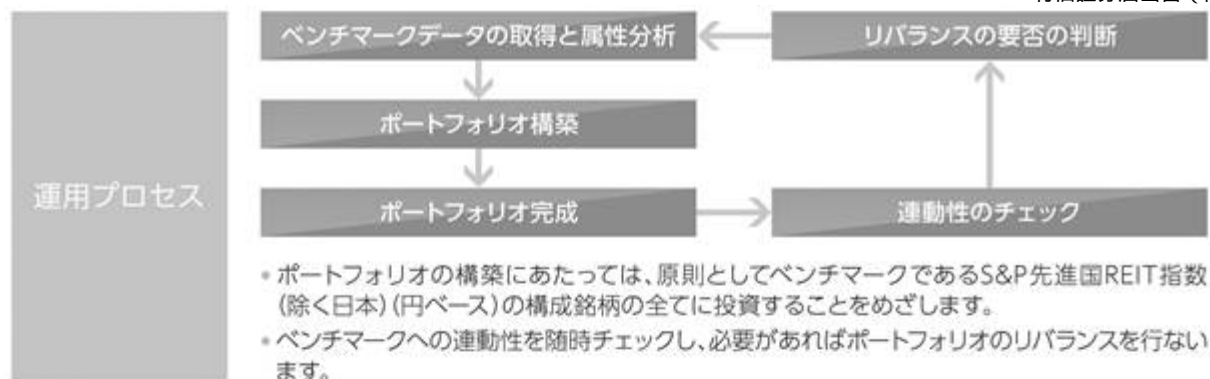 ベンチマークデータの取得と属性分析
リバランスの要否の判断
ポートフォリオ構築
運用プロセス
ポートフォリオ完成
連動性のチェック
• ポートフォリオの構築にあたっては、原則としてベンチマークであるS&P先進国REIT指数
(除く日本)(円ベース)の構成銘柄の全てに投資することをめざします。
• ベンチマークへの連動性を随時チェックし、必要があればポートフォリオのリバランスを行ない
ます。